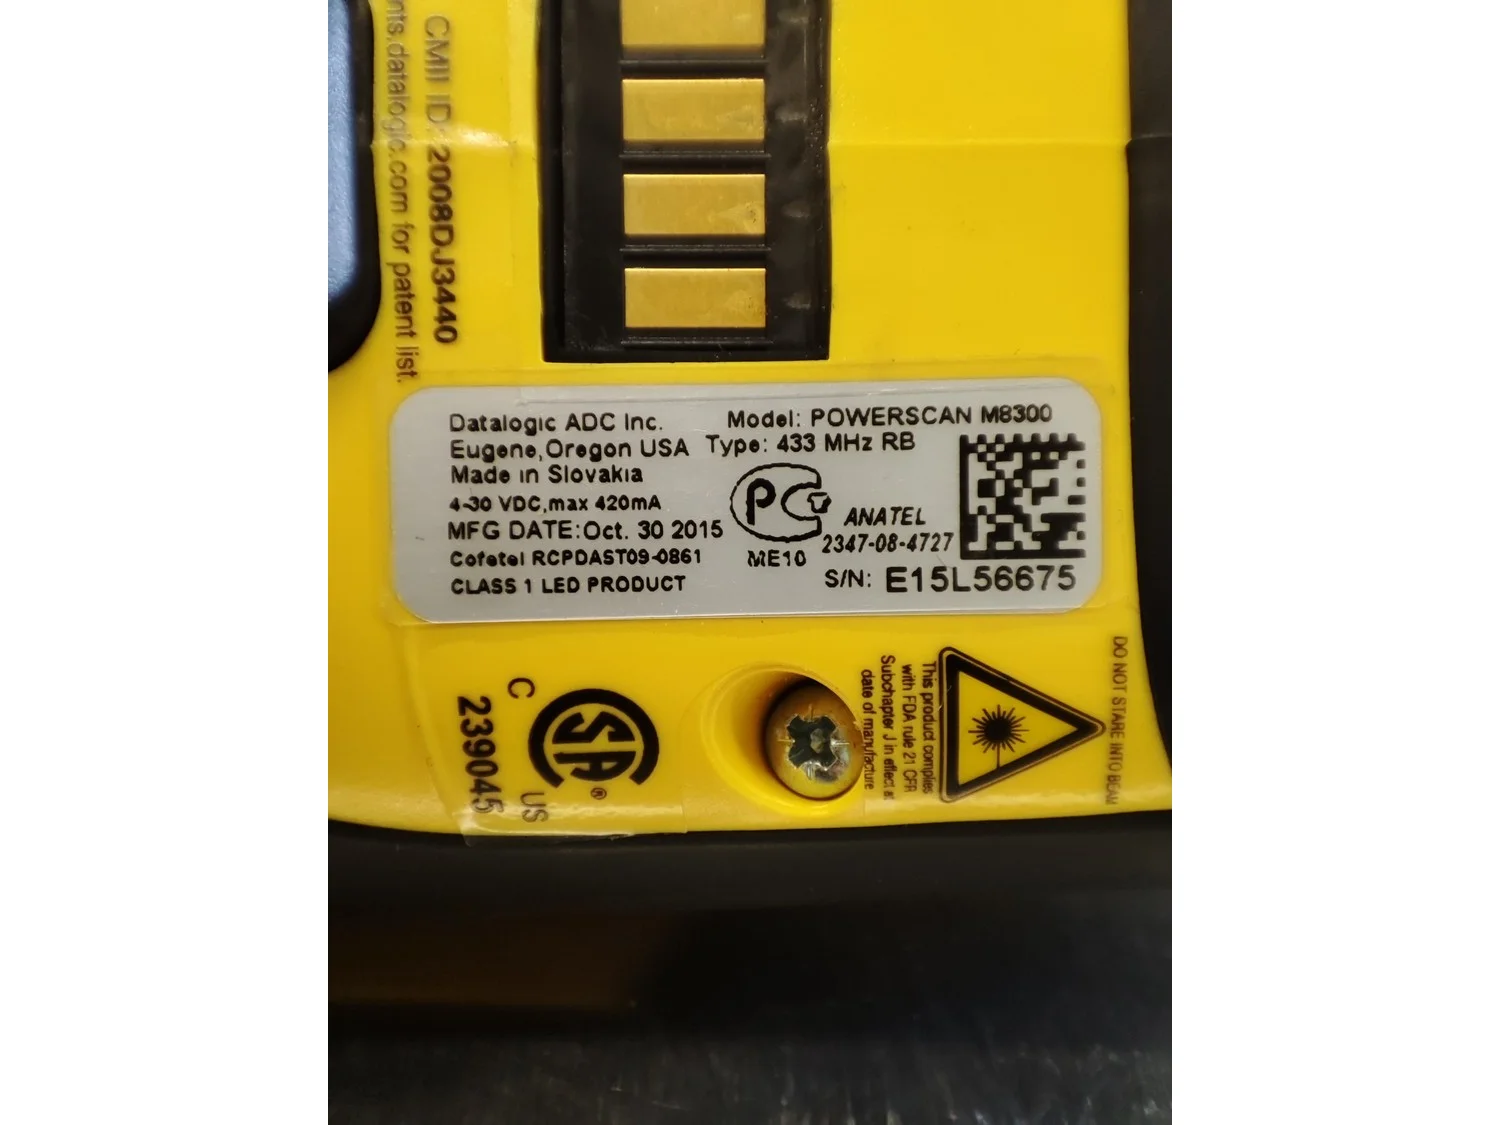 CMII ID: 2008DJ3440
nts.datalogic.com for patent list.
Datalogic ADC Inc.
Eugene,Oregon USA
Made in Slovakia
4-30 VDC,max 420mA
MFG DATE:Oct. 30 2015
Cofetel RCPDAST09-0861
CLASS 1 LED PRODUCT
Model: POWERSCAN M8300
Type: 433 MHz RB
PCT
ME10
ANATEL
2347-08-4727
S/N: E15L56675
C SA® US
239045
This product complies
with FDA rule 21 CFR
Subchapter J in effect at
date of manufacture
DO NOT STARE INTO BEAM